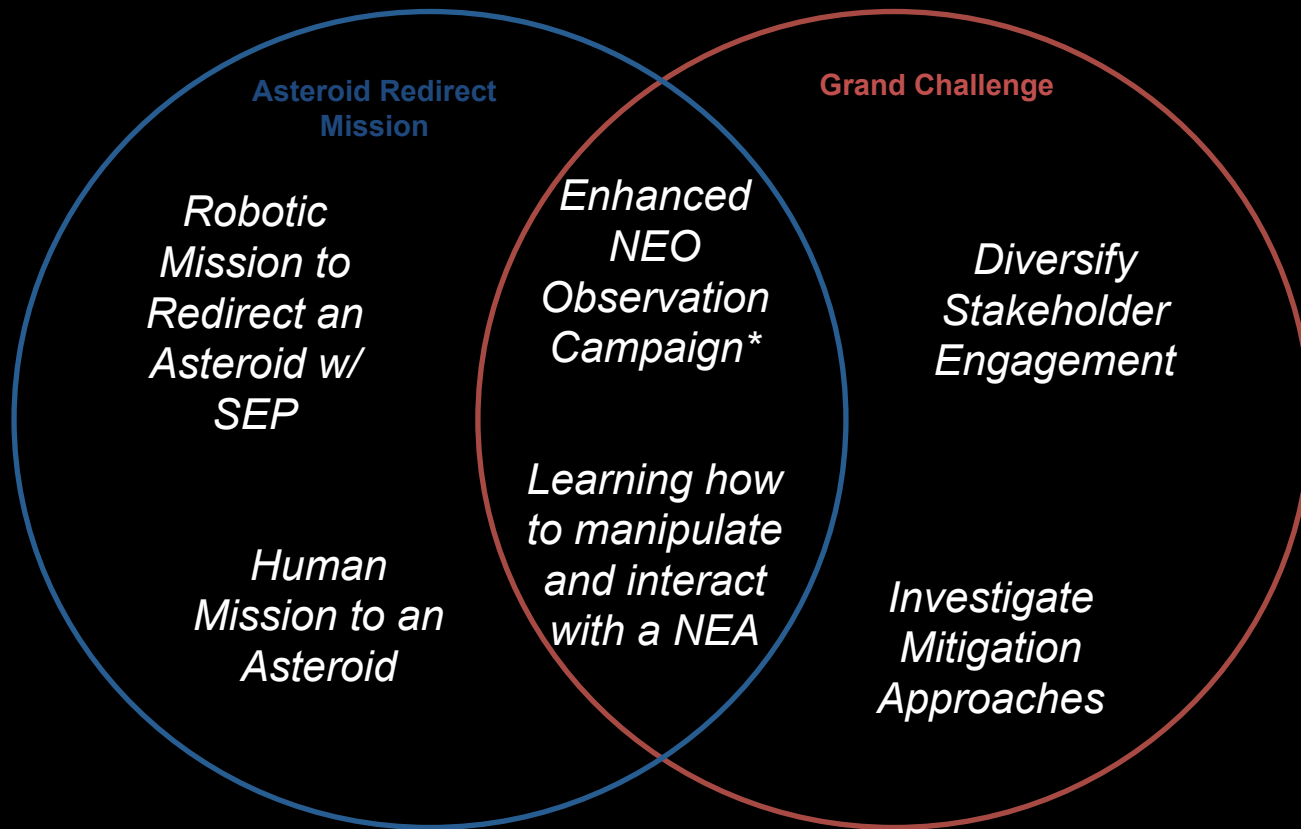 Asteroid Redirect
Mission
Grand Challenge
Robotic
Mission to
Redirect an
Asteroid w/
SEP
Human
Mission to an
Asteroid
Enhanced
NEO
Observation
Campaign*
Learning how
to manipulate
and interact
with a NEA
Diversify
Stakeholder
Engagement
Investigate
Mitigation
Approaches